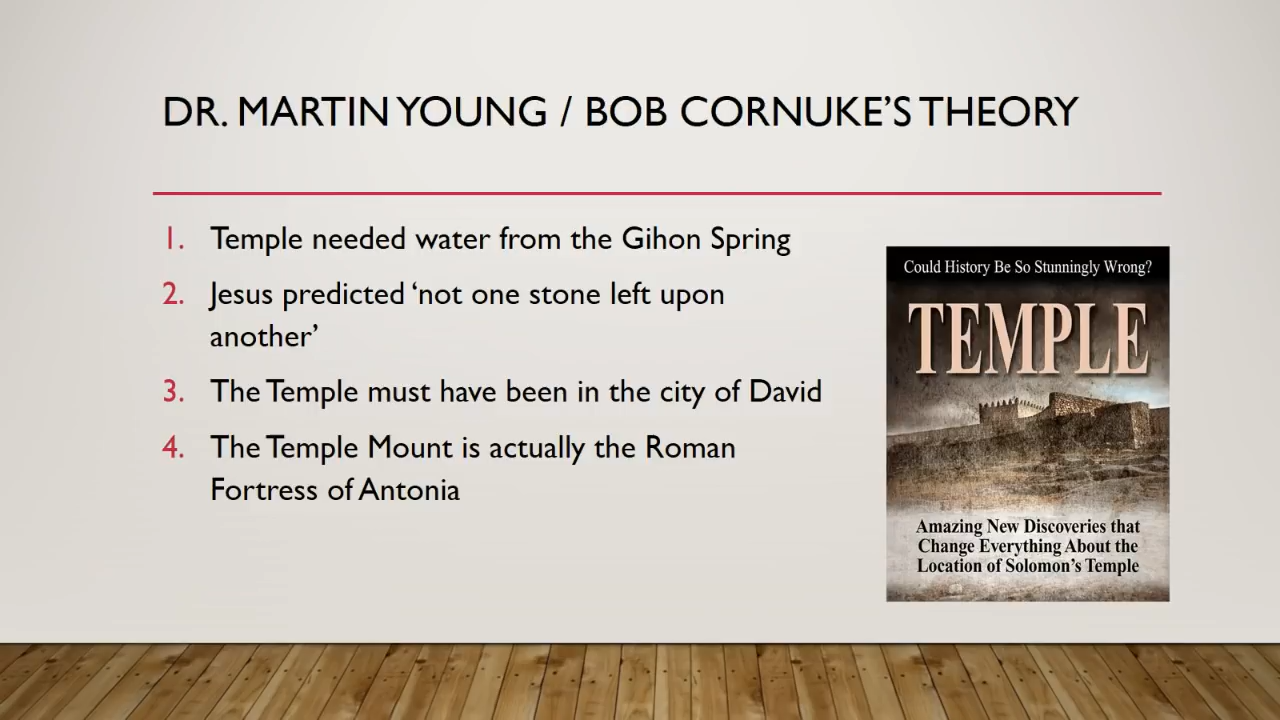 DR. MARTIN YOUNG / BOB CORNUKE'S THEORY
1. Temple needed water from the Gihon Spring
2. Jesus predicted 'not one stone left upon
another'
3. The Temple must have been in the city of David
4. The Temple Mount is actually the Roman
Fortress of Antonia
Could History Be So Stunningly Wrong?
TEMPLE
Amazing New Discoveries that
Change Everything About the
Location of Solomon's Temple